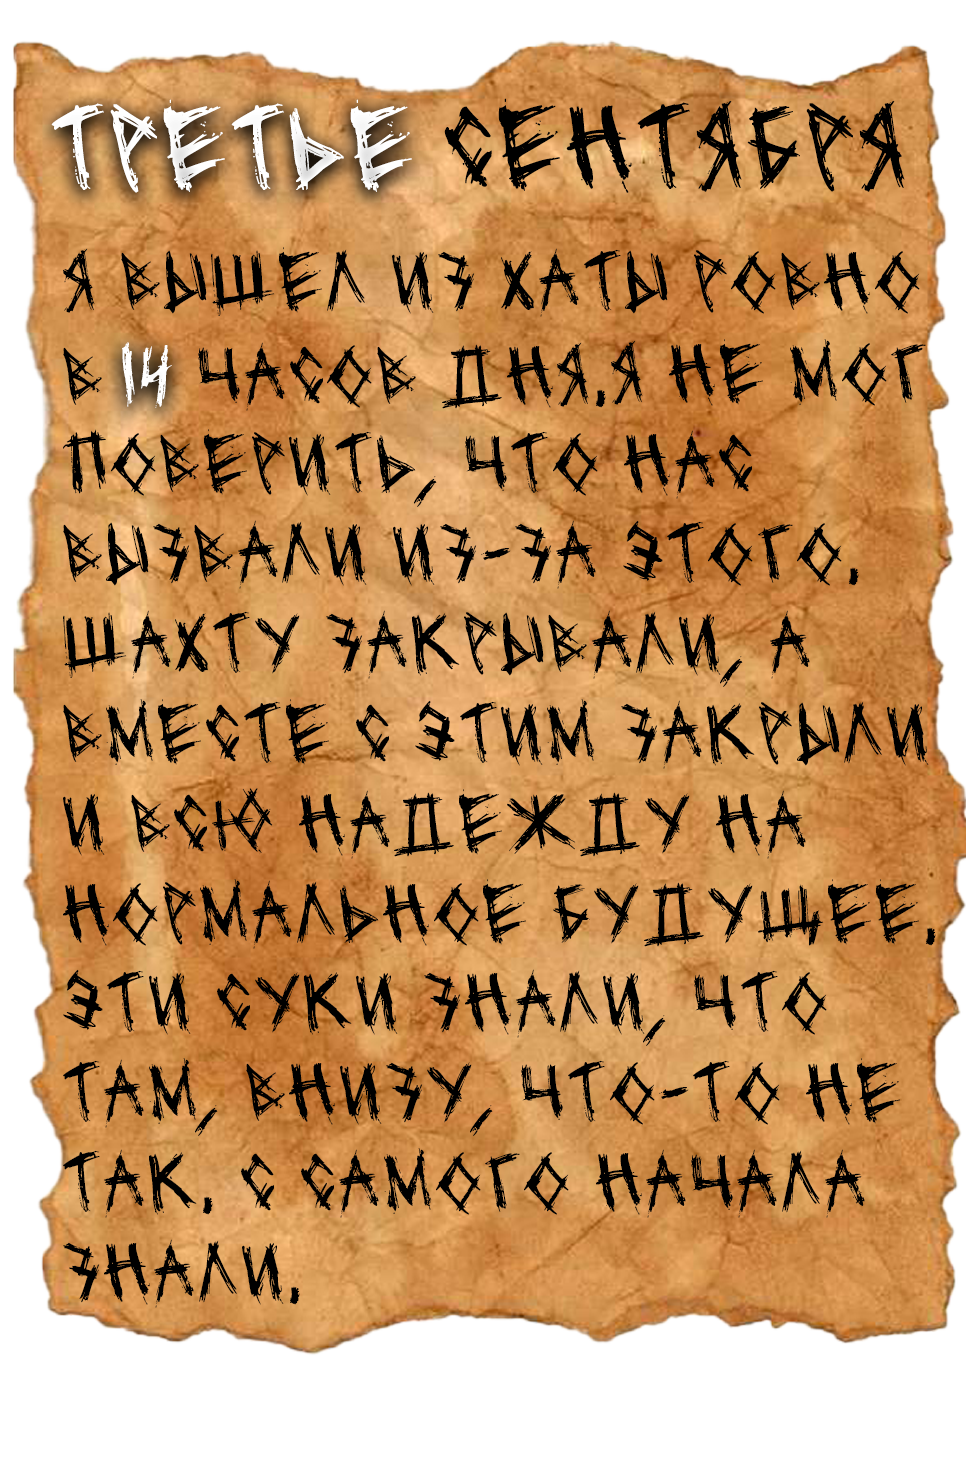 ТРЕТЬЕ СЕНТЯБРЯ
Я ВЫШЕЛ ИЗ ХАТЫ РОВНО
В 14 ЧАСОВ ДНЯ.Я НЕ МОГ
ПОВЕРИТЬ, ЧТО НАС
ВЫЗВАЛИ ИЗ-ЗА ЭТОГО.
ШАХТУ ЗАКРЫВАЛИ, А
ВМЕСТЕ С ЭТИМ ЗАКРЫЛИ
И ВСЮ НАДЕЖДУ НА
НОРМАЛЬНОЕ БУДУЩЕЕ.
ЭТИ СУКИ ЗНАЛИ, ЧТО
ТАМ, ВНИЗУ, ЧТО-ТО НЕ
ТАК. С САМОГО НАЧАЛА
ЗНАЛИ.